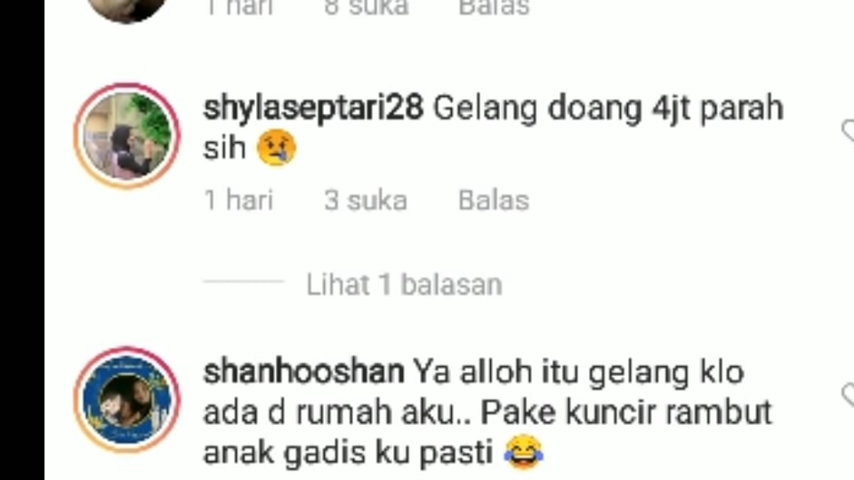 1 hari 8 suka Balas
shylaseptari28 Gelang doang 4jt parah
sih 😢
1 hari 3 suka Balas
Lihat 1 balasan
shanhooshan Ya alloh itu gelang klo
ada d rumah aku.. Pake kuncir rambut
anak gadis ku pasti 😂